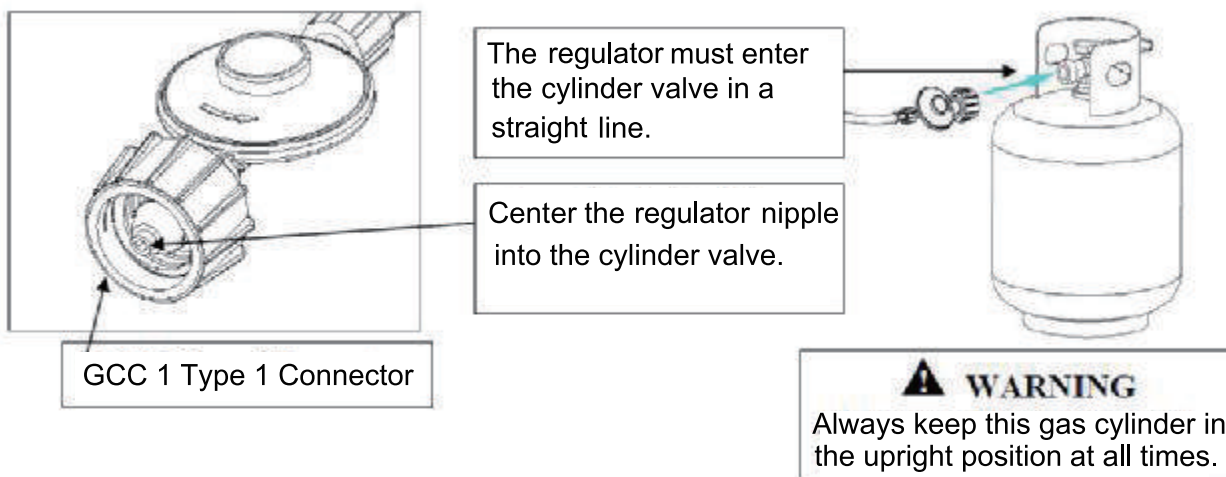 The regulator must enter
the cylinder valve in a
straight line.
Center the regulator nipple
into the cylinder valve.
GCC 1 Type 1 Connector
WARNING
Always keep this gas cylinder in
the upright position at all times.